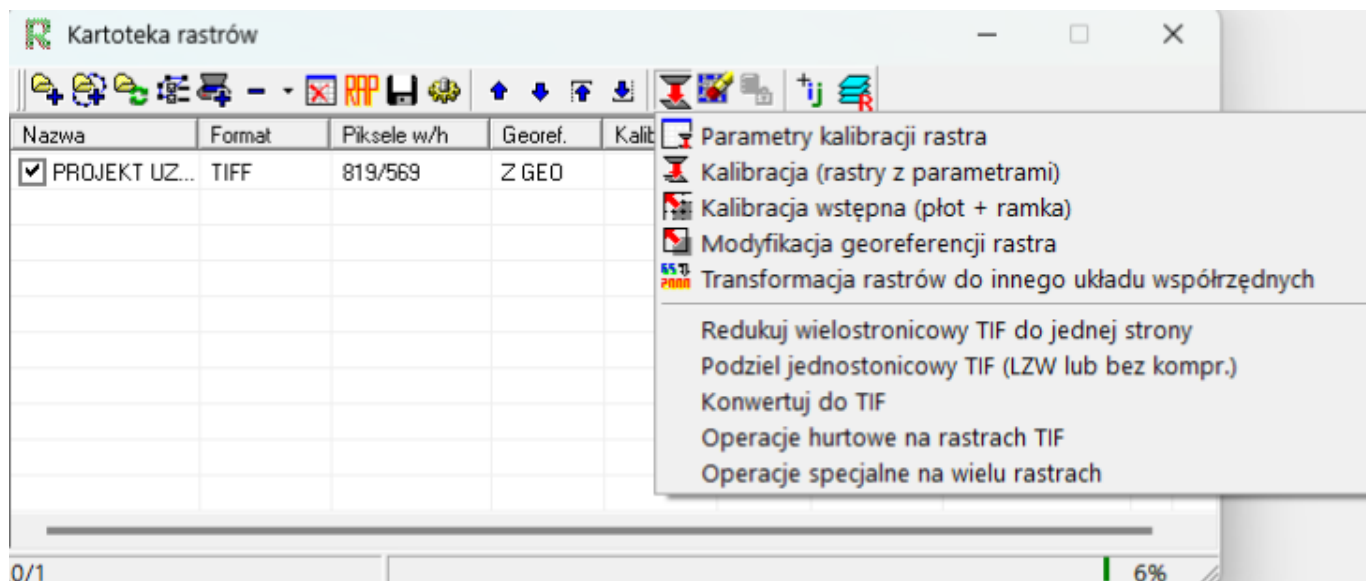 Kartoteka rastrów
RAP
Nazwa Format Piksele w/h Georef. Kalib
PROJEKT UZ... TIFF 819/569 Z GEO
Parametry kalibracji rastra
Kalibracja (rastry z parametrami)
Kalibracja wstępna (płot + ramka)
Modyfikacja georeferencji rastra
Transformacja rastrów do innego układu współrzędnych
Redukuj wielostronicowy TIF do jednej strony
Podziel jednostonicowy TIF (LZW lub bez kompr.)
Konwertuj do TIF
Operacje hurtowe na rastrach TIF
Operacje specjalne na wielu rastrach
0/1 6%